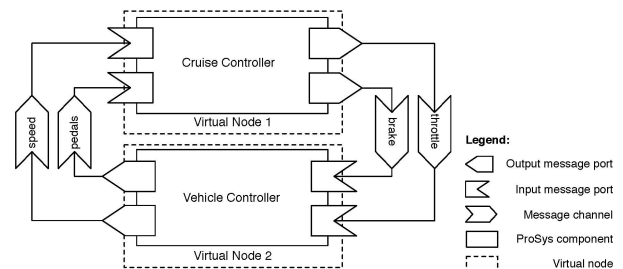 Cruise Controller
Virtual Node 1
speed
pedals
brake
throttle
Vehicle Controller
Virtual Node 2
Legend:
Output message port
Input message port
Message channel
ProSys component
Virtual node